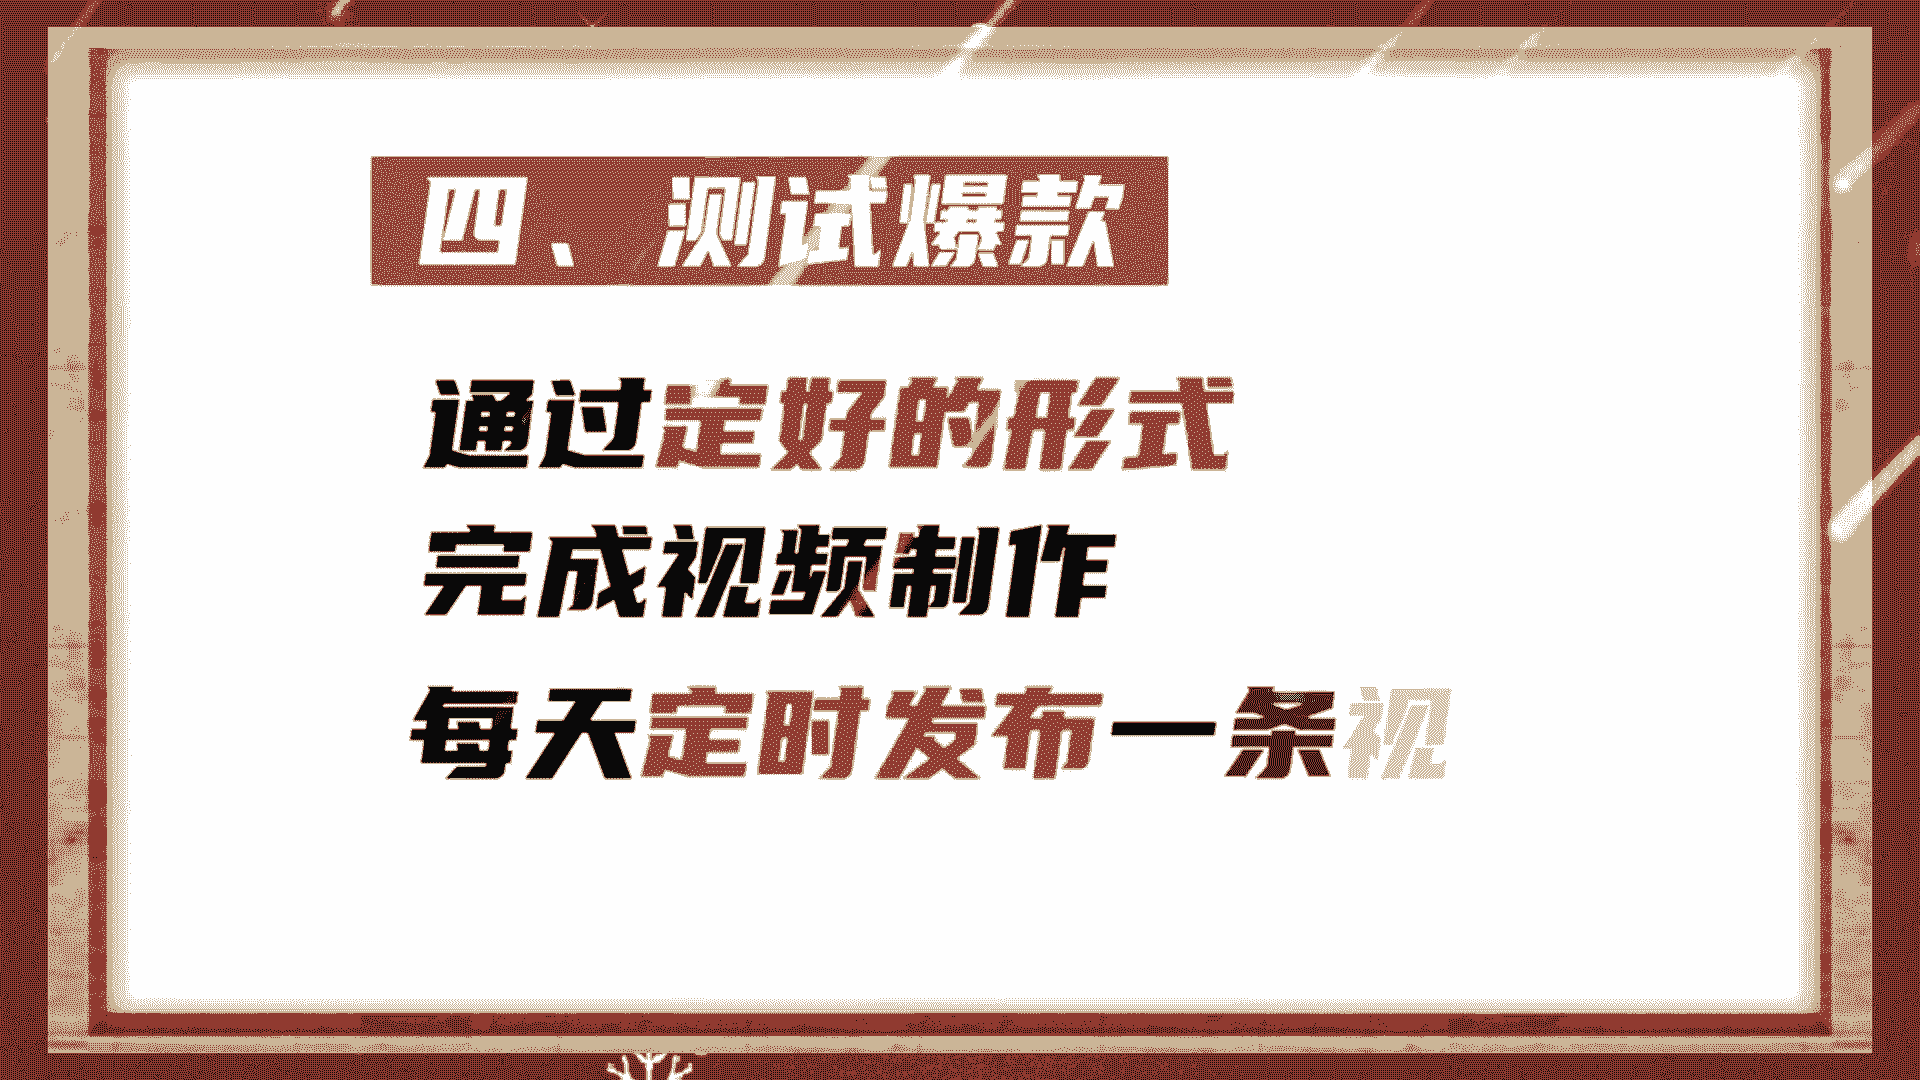 四、测试爆款
通过定好的形式
完成视频制作
每天定时发布一条视